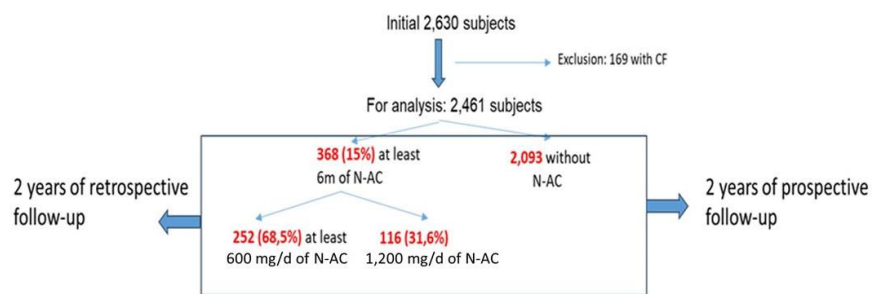 Initial 2,630 subjects
Exclusion: 169 with CF
For analysis: 2,461 subjects
368 (15%) at least
6m of N-AC
2,093 without
N-AC
2 years of retrospective
follow-up
2 years of prospective
follow-up
252 (68,5%) at least
600 mg/d of N-AC
116 (31,6%)
1,200 mg/d of N-AC